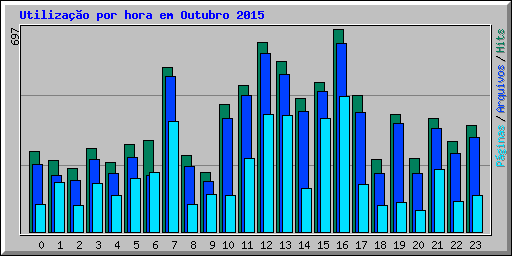 Utilização por hora em Outubro 2015
697
Páginas / Arquivos / Hits
0 1 2 3 4 5 6 7 8 9 10 11 12 13 14 15 16 17 18 19 20 21 22 23